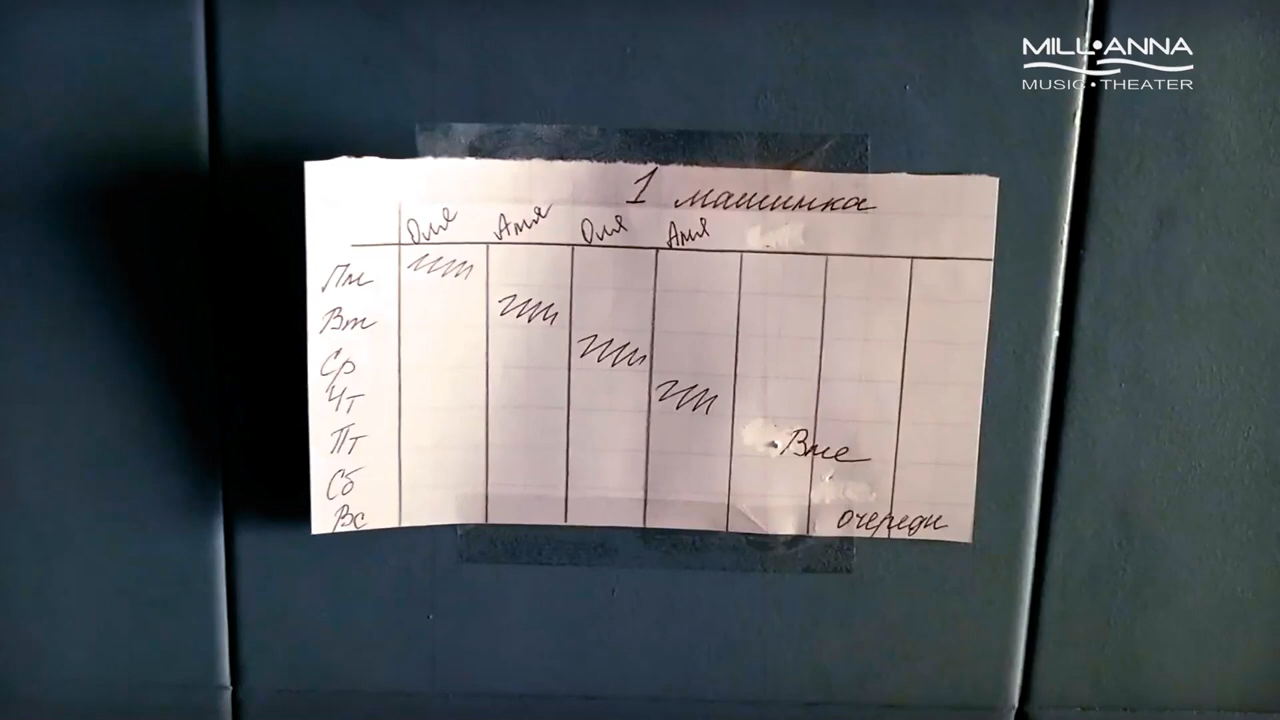 MILL•ANNA
MUSIC•THEATER
1 машинка
Оля Аня Оля Аня
Пн
Вт
Ср
Чт
Пт Вне
Сб
Вс очереди